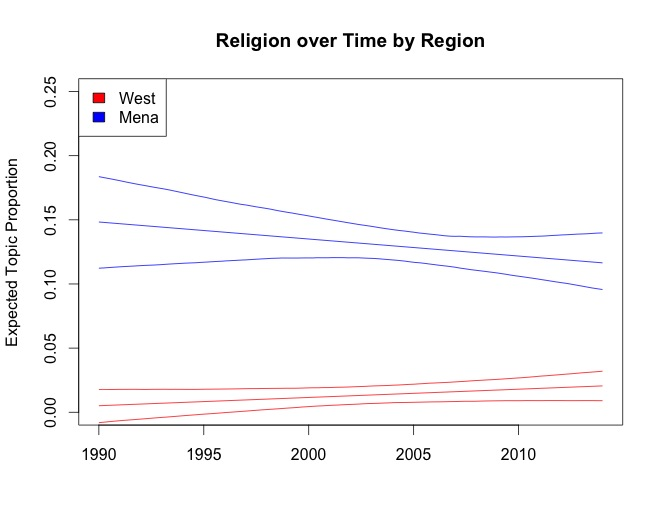 Religion over Time by Region
West
Mena
Expected Topic Proportion
0.25
0.20
0.15
0.10
0.05
0.00
1990 1995 2000 2005 2010